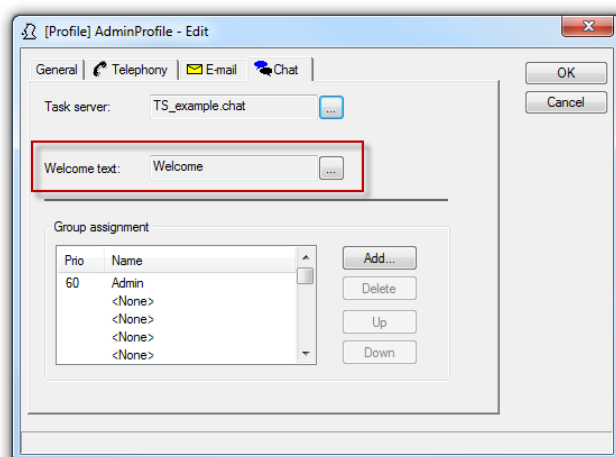 [Profile] AdminProfile - Edit
General Telephony E-mail Chat
OK
Cancel
Task server: TS_example.chat ...
Welcome text: Welcome ...
Group assignment
Prio Name
60 Admin
<None>
<None>
<None>
<None>
Add...
Delete
Up
Down